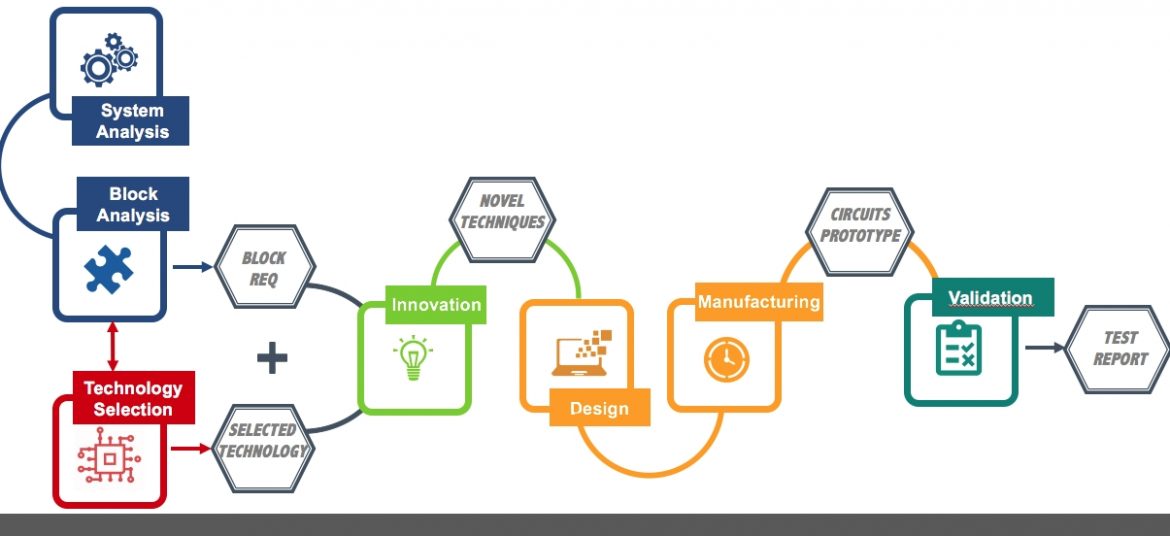 System
Analysis
Block
Analysis
BLOCK
REQ
Technology
Selection
SELECTED
TECHNOLOGY
Innovation
NOVEL
TECHNIQUES
Design
Manufacturing
CIRCUITS
PROTOTYPE
Validation
TEST
REPORT